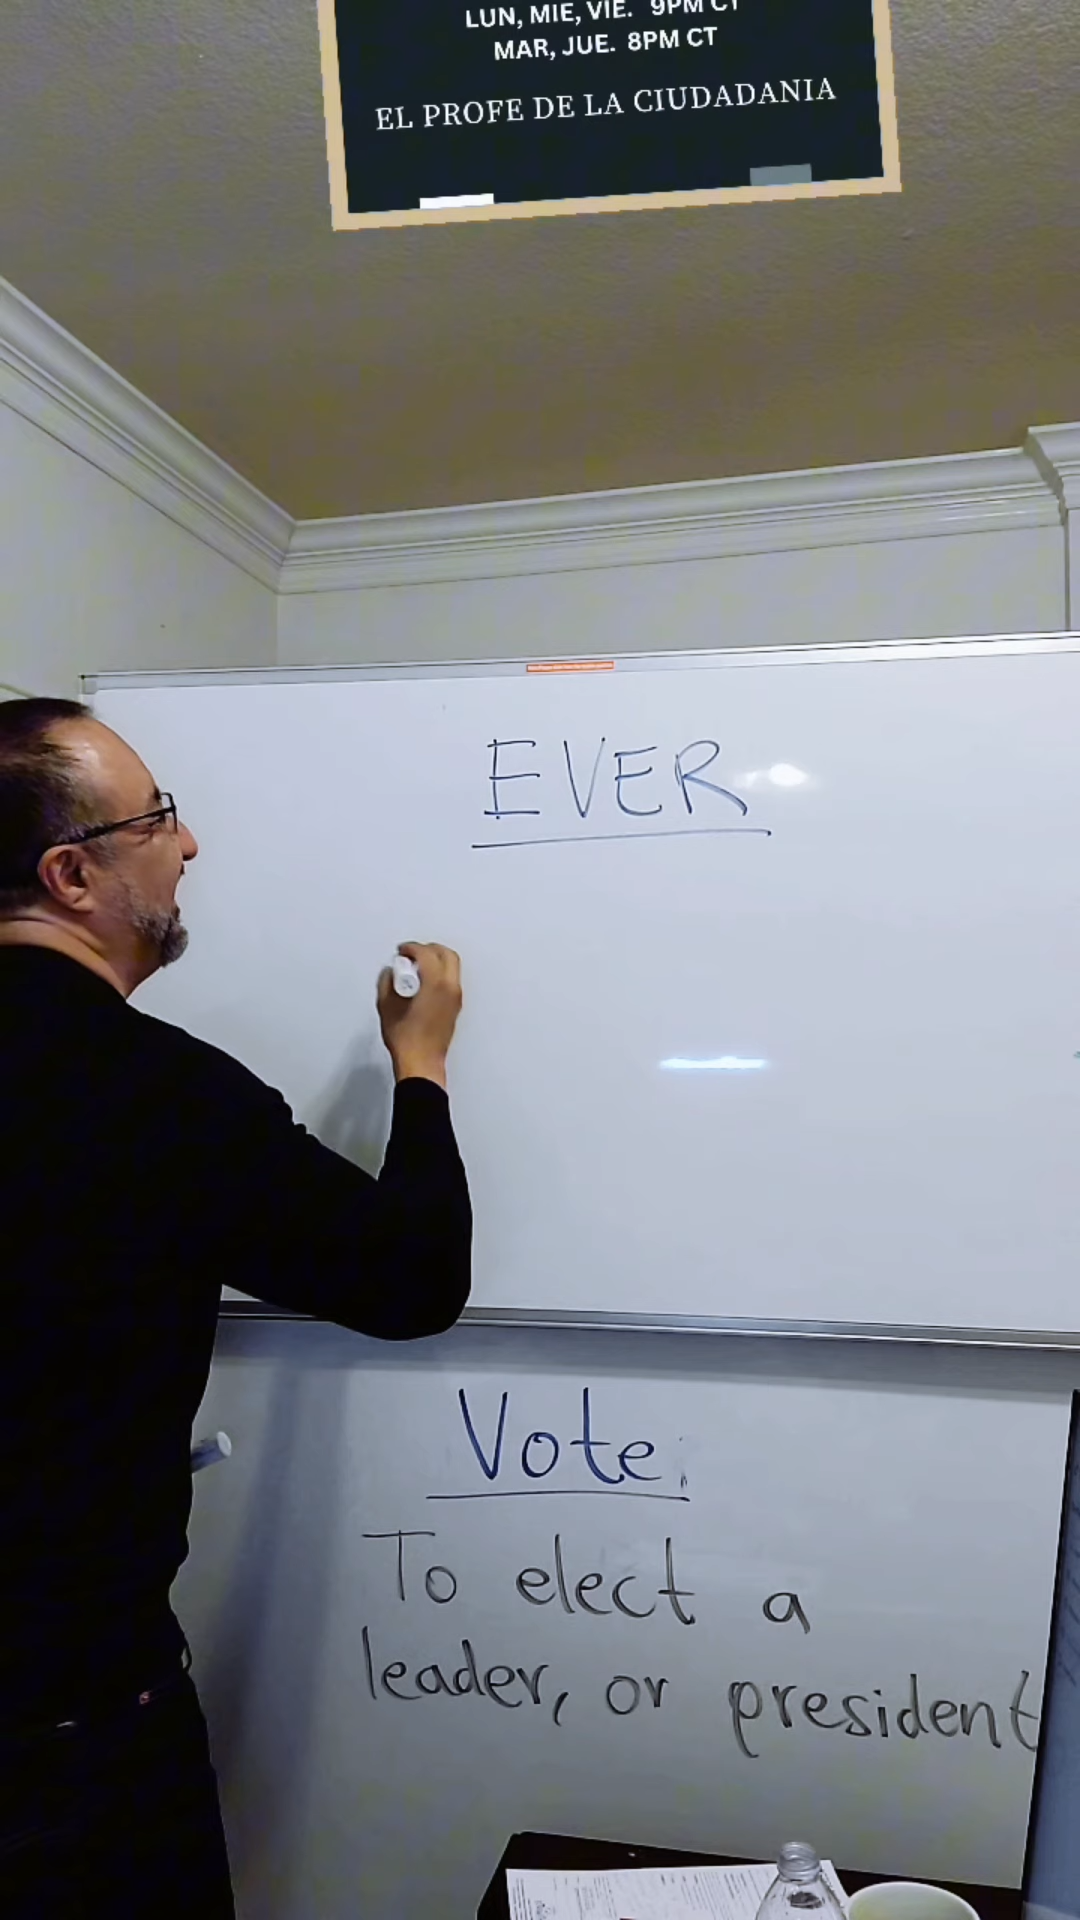 LUN, MIE, VIE. 9PM CT
MAR, JUE. 8PM CT
EL PROFE DE LA CIUDADANIA
EVER
Vote:
To elect a
leader, or president